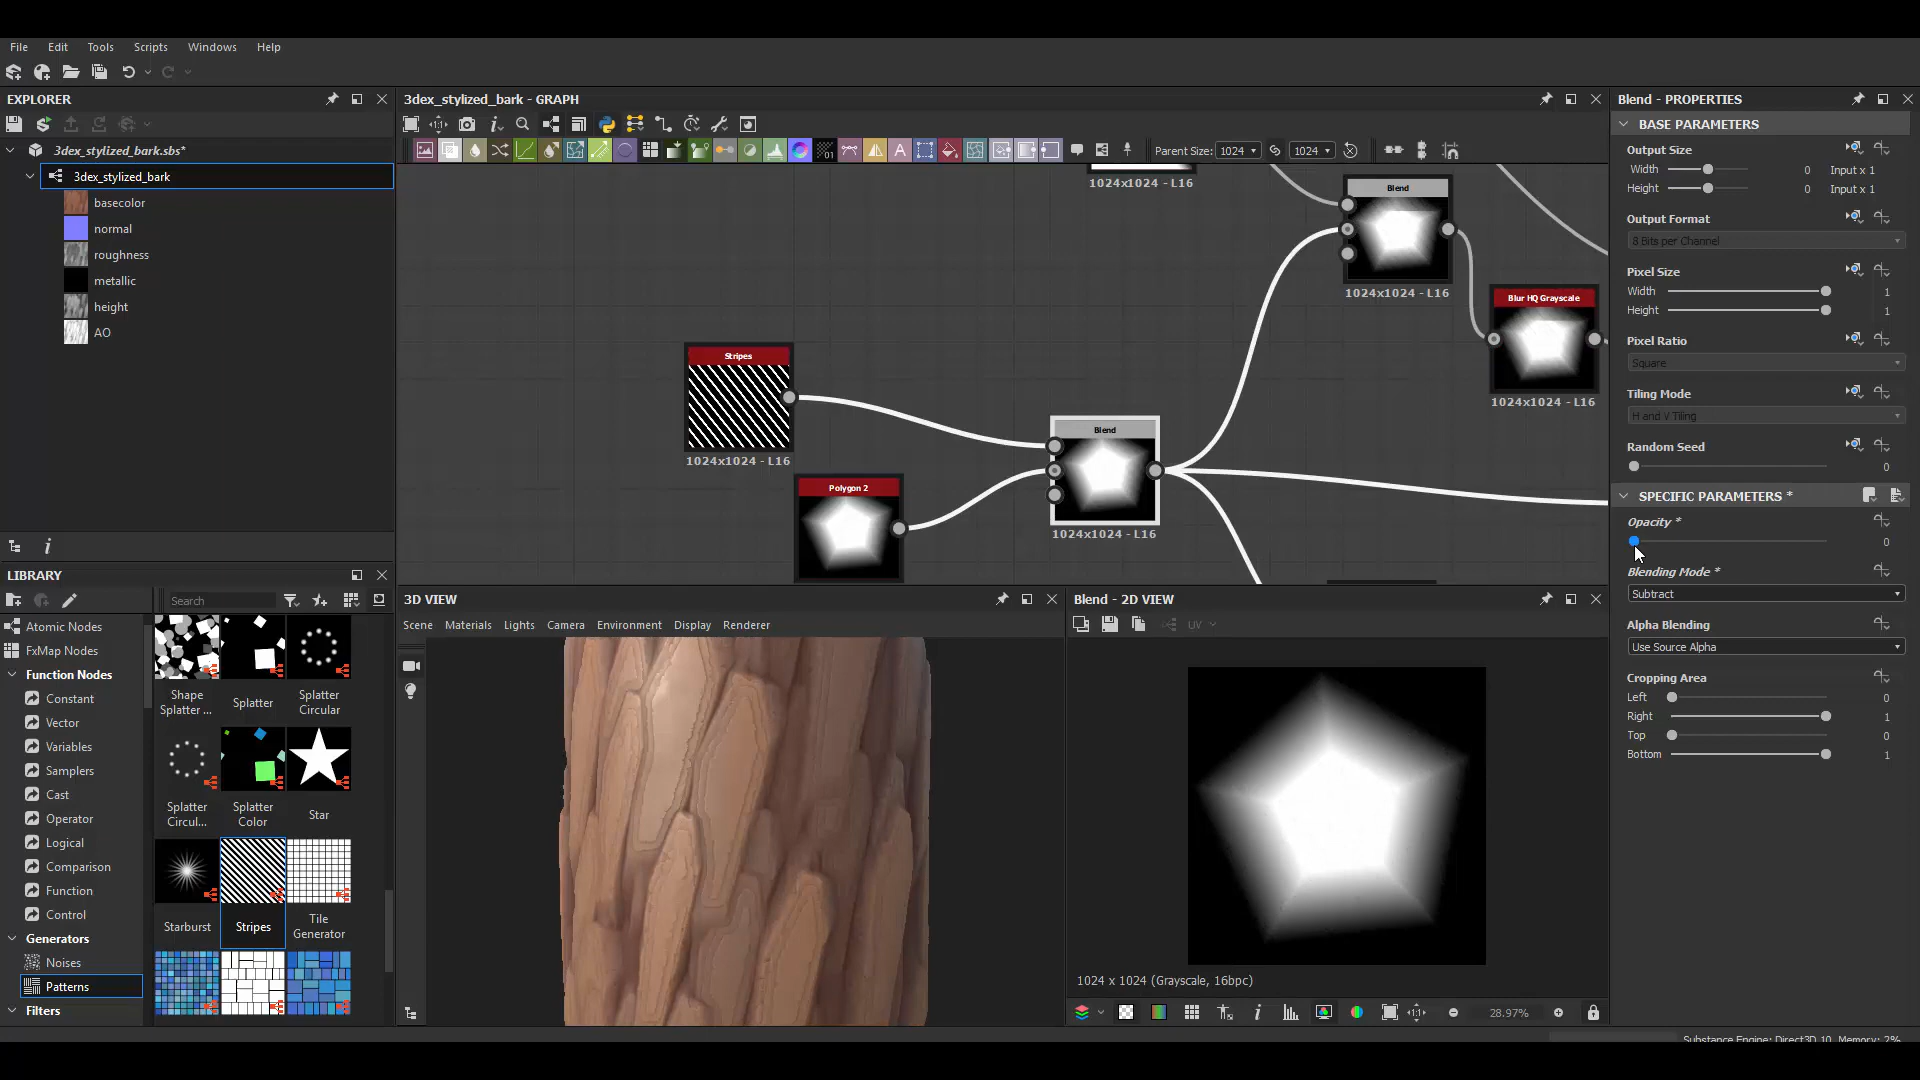 File Edit Tools Scripts Windows Help
EXPLORER
3dex_stylized_bark.sbs*
3dex_stylized_bark
basecolor
normal
roughness
metallic
height
AO
LIBRARY
Search
Atomic Nodes
FxMap Nodes
Function Nodes
Constant
Vector
Variables
Samplers
Cast
Operator
Logical
Comparison
Function
Control
Generators
Noises
Patterns
Filters
Shape
Splatter ...
Splatter
Splatter
Circular
Splatter
Circul...
Splatter
Color
Star
Starburst
Stripes
Tile
Generator
3dex_stylized_bark - GRAPH
Parent Size: 1024 1024
1024x1024 - L16
Blend
1024x1024 - L16
Blur HQ Grayscale
1024x1024 - L16
Stripes
1024x1024 - L16
Polygon 2
Blend
1024x1024 - L16
3D VIEW
Scene Materials Lights Camera Environment Display Renderer
Blend - 2D VIEW
UV
1024 x 1024 (Grayscale, 16bpc)
28.97%
Blend - PROPERTIES
BASE PARAMETERS
Output Size
Width 0 Input x 1
Height 0 Input x 1
Output Format
8 Bits per Channel
Pixel Size
Width 1
Height 1
Pixel Ratio
Square
Tiling Mode
H and V Tiling
Random Seed
0
SPECIFIC PARAMETERS *
Opacity *
0
Blending Mode *
Subtract
Alpha Blending
Use Source Alpha
Cropping Area
Left 0
Right 1
Top 0
Bottom 1
Substance Engine: Direct3D 10 Memory: 2%